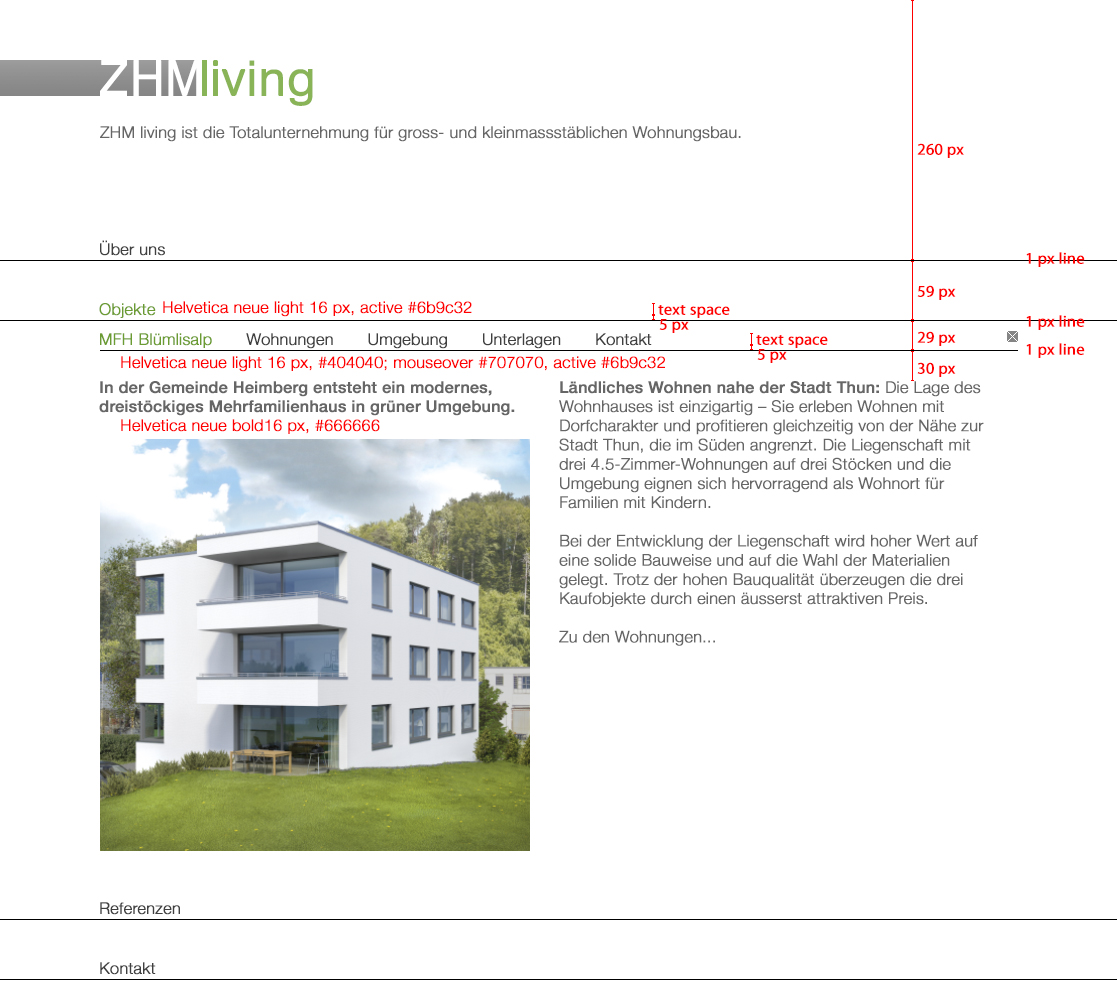 ZHMliving
ZHM living ist die Totalunternehmung für gross- und kleinmassstäblichen Wohnungsbau.
260 px
Über uns
1 px line
59 px
Objekte Helvetica neue light 16 px, active #6b9c32
text space
5 px
1 px line
MFH Blümlisalp Wohnungen Umgebung Unterlagen Kontakt
text space
5 px
29 px
1 px line
Helvetica neue light 16 px, #404040; mouseover #707070, active #6b9c32
30 px
In der Gemeinde Heimberg entsteht ein modernes,
dreistöckiges Mehrfamilienhaus in grüner Umgebung.
Helvetica neue bold16 px, #666666
Ländliches Wohnen nahe der Stadt Thun: Die Lage des
Wohnhauses ist einzigartig – Sie erleben Wohnen mit
Dorfcharakter und profitieren gleichzeitig von der Nähe zur
Stadt Thun, die im Süden angrenzt. Die Liegenschaft mit
drei 4.5-Zimmer-Wohnungen auf drei Stöcken und die
Umgebung eignen sich hervorragend als Wohnort für
Familien mit Kindern.
Bei der Entwicklung der Liegenschaft wird hoher Wert auf
eine solide Bauweise und auf die Wahl der Materialien
gelegt. Trotz der hohen Bauqualität überzeugen die drei
Kaufobjekte durch einen äusserst attraktiven Preis.
Zu den Wohnungen...
Referenzen
Kontakt